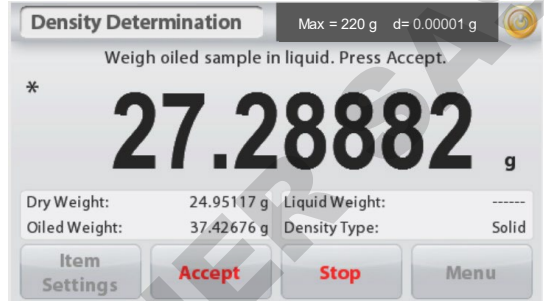 Density Determination Max = 220 g d= 0.00001 g
Weigh oiled sample in liquid. Press Accept.
* 27.28882 g
Dry Weight: 24.95117 g Liquid Weight: ------
Oiled Weight: 37.42676 g Density Type: Solid
Item Settings Accept Stop Menu